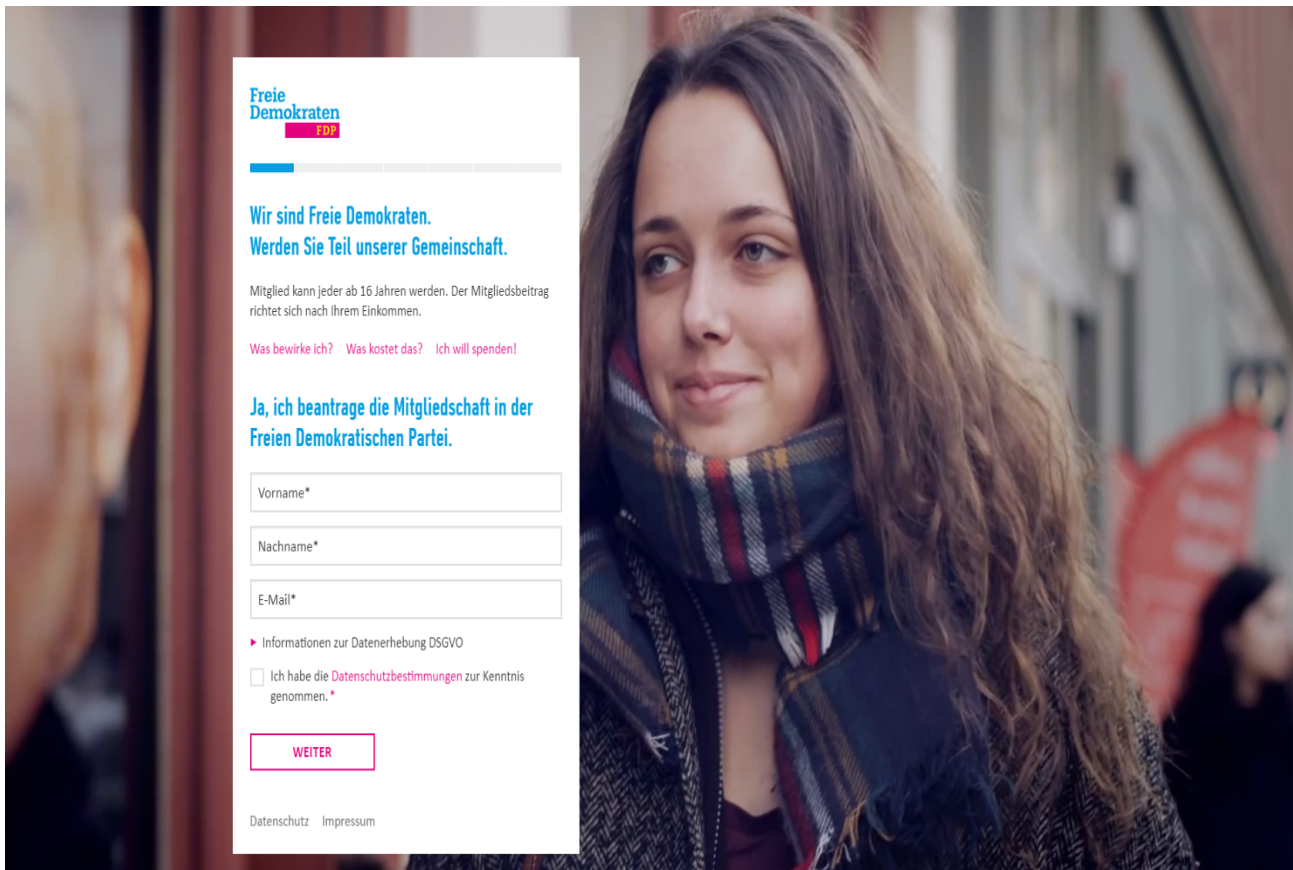 Freie
Demokraten
FDP
Wir sind Freie Demokraten.
Werden Sie Teil unserer Gemeinschaft.
Mitglied kann jeder ab 16 Jahren werden. Der Mitgliedsbeitrag
richtet sich nach Ihrem Einkommen.
Was bewirke ich? Was kostet das? Ich will spenden!
Ja, ich beantrage die Mitgliedschaft in der
Freien Demokratischen Partei.
Vorname*
Nachname*
E-Mail*
Informationen zur Datenerhebung DSGVO
Ich habe die Datenschutzbestimmungen zur Kenntnis
genommen. *
WEITER
Datenschutz Impressum